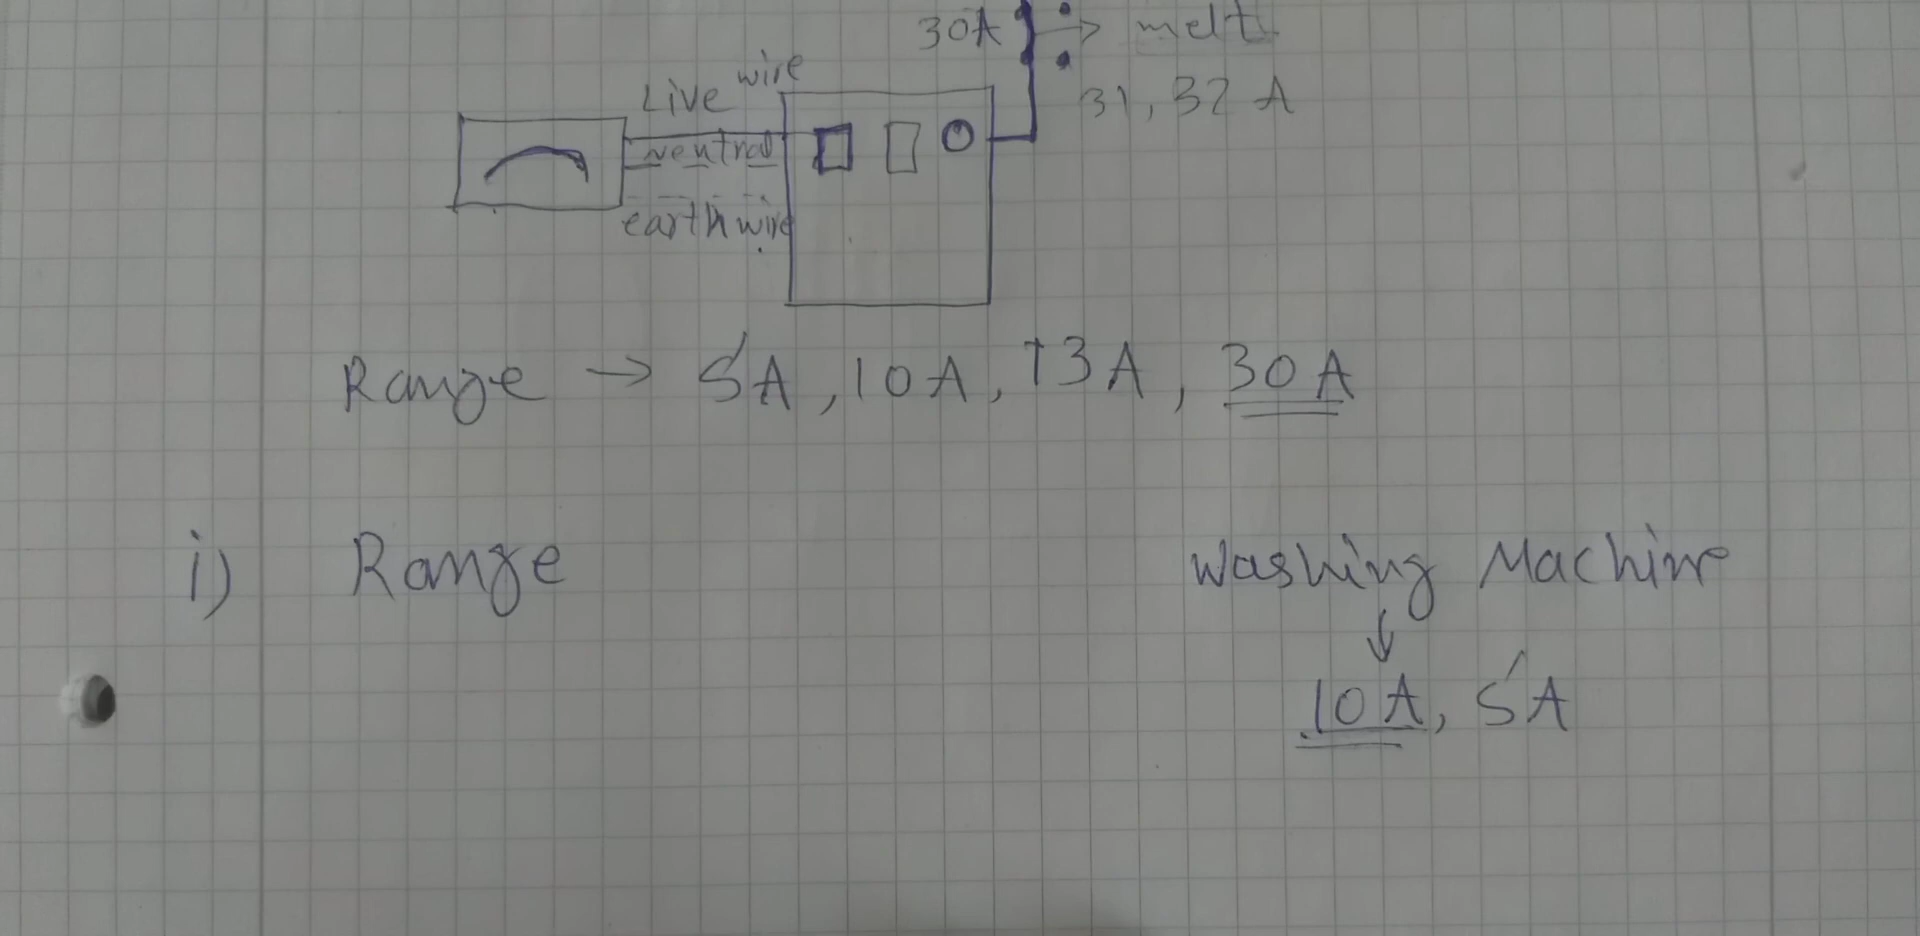 30A → melt
31, 32 A
Live wire
neutral
earth wire
Range → 5A, 10A, 13A, 30A
i) Range
Washing Machine
↓
10A, 5A